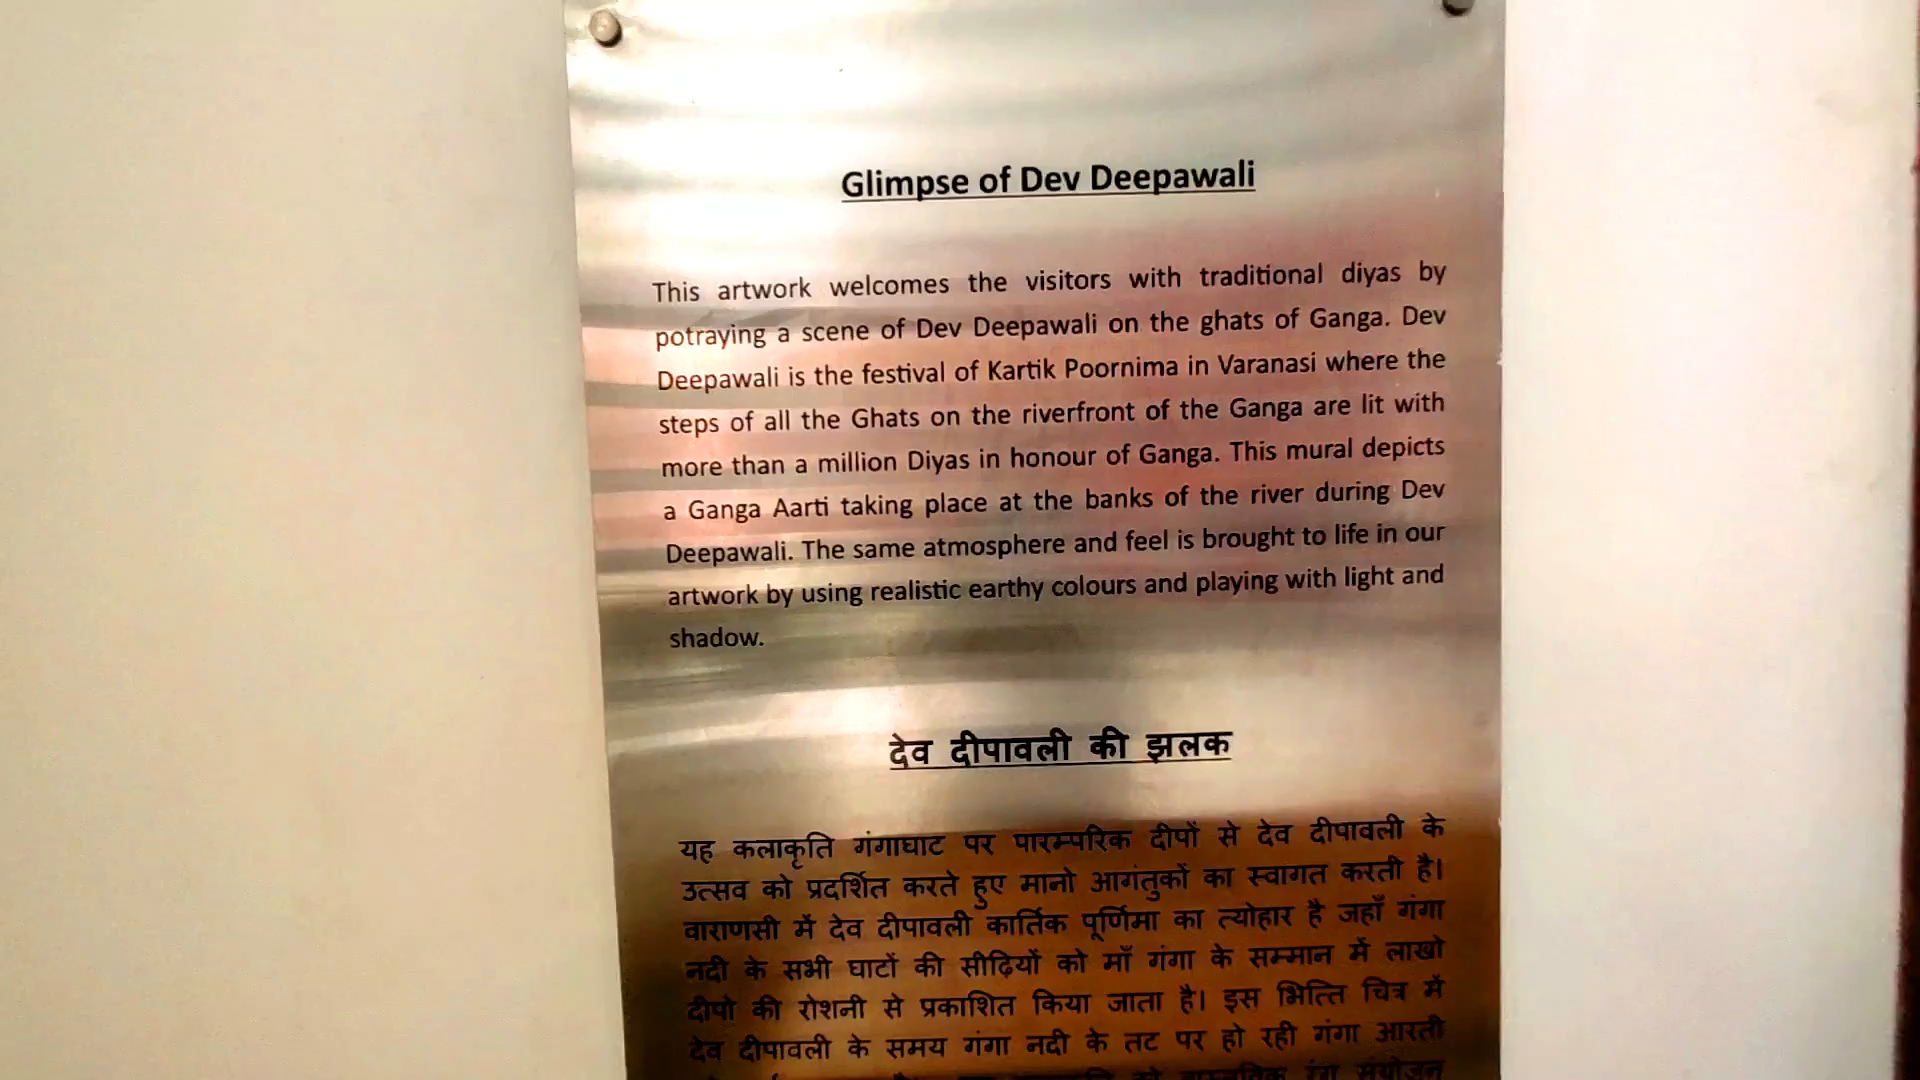 Glimpse of Dev Deepawali
This artwork welcomes the visitors with traditional diyas by
potraying a scene of Dev Deepawali on the ghats of Ganga. Dev
Deepawali is the festival of Kartik Poornima in Varanasi where the
steps of all the Ghats on the riverfront of the Ganga are lit with
more than a million Diyas in honour of Ganga. This mural depicts
a Ganga Aarti taking place at the banks of the river during Dev
Deepawali. The same atmosphere and feel is brought to life in our
artwork by using realistic earthy colours and playing with light and
shadow.
देव दीपावली की झलक
यह कलाकृति गंगाघाट पर पारम्परिक दीपों से देव दीपावली के
उत्सव को प्रदर्शित करते हुए मानो आगंतुकों का स्वागत करती है।
वाराणसी में देव दीपावली कार्तिक पूर्णिमा का त्योहार है जहाँ गंगा
नदी के सभी घाटों की सीढ़ियों को माँ गंगा के सम्मान में लाखो
दीपो की रोशनी से प्रकाशित किया जाता है। इस भित्ति चित्र में
देव दीपावली के समय गंगा नदी के तट पर हो रही गंगा आरती
को वास्तविक रंग संयोजन